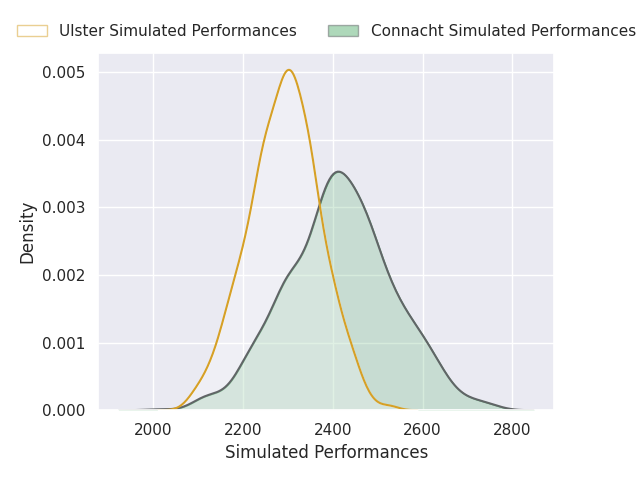 Ulster Simulated Performances Connacht Simulated Performances
0.005
0.004
0.003
0.002
0.001
0.000
Density
2000 2200 2400 2600 2800
Simulated Performances